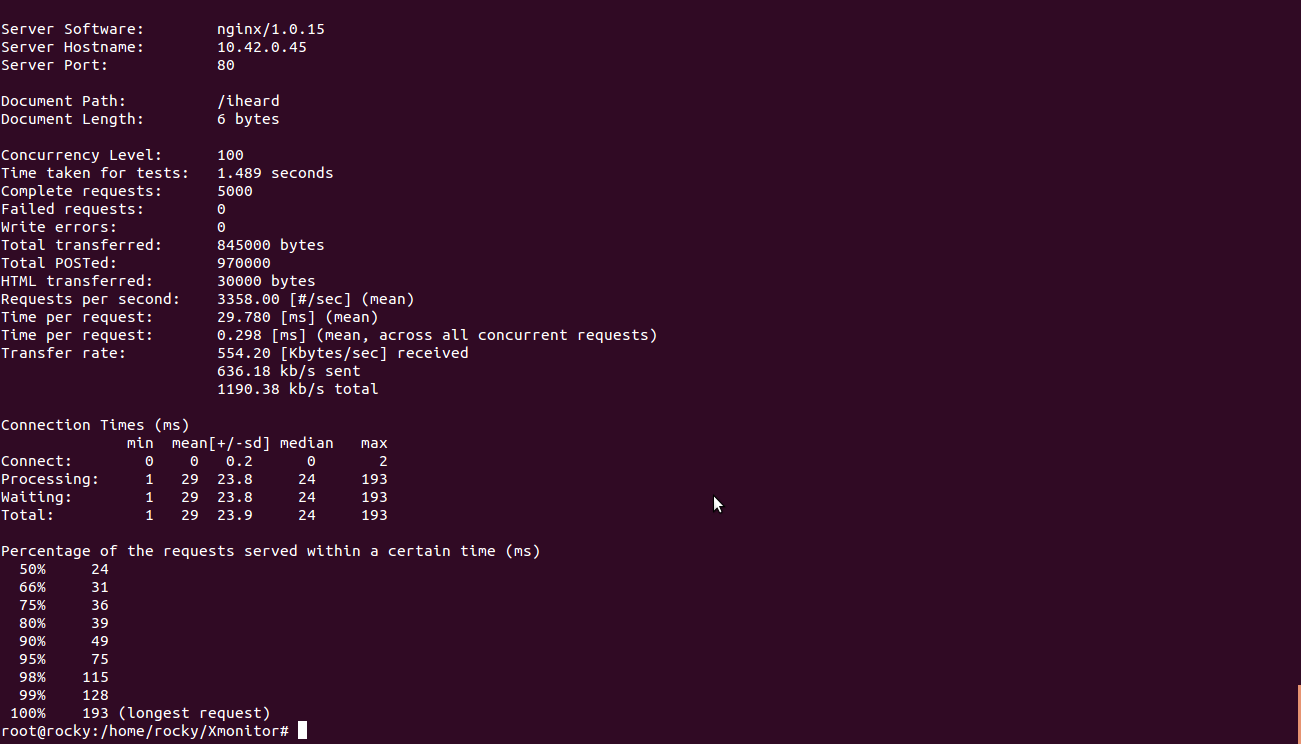 Server Software:        nginx/1.0.15
Server Hostname:        10.42.0.45
Server Port:            80

Document Path:          /iheard
Document Length:        6 bytes

Concurrency Level:      100
Time taken for tests:   1.489 seconds
Complete requests:      5000
Failed requests:        0
Write errors:           0
Total transferred:      845000 bytes
Total POSTed:           970000
HTML transferred:       30000 bytes
Requests per second:    3358.00 [#/sec] (mean)
Time per request:       29.780 [ms] (mean)
Time per request:       0.298 [ms] (mean, across all concurrent requests)
Transfer rate:          554.20 [Kbytes/sec] received
                        636.18 kb/s sent
                        1190.38 kb/s total

Connection Times (ms)
              min  mean[+/-sd] median   max
Connect:        0    0   0.2      0       2
Processing:     1   29  23.8     24     193
Waiting:        1   29  23.8     24     193
Total:          1   29  23.9     24     193

Percentage of the requests served within a certain time (ms)
  50%     24
  66%     31
  75%     36
  80%     39
  90%     49
  95%     75
  98%    115
  99%    128
 100%    193 (longest request)
root@rocky:/home/rocky/Xmonitor#